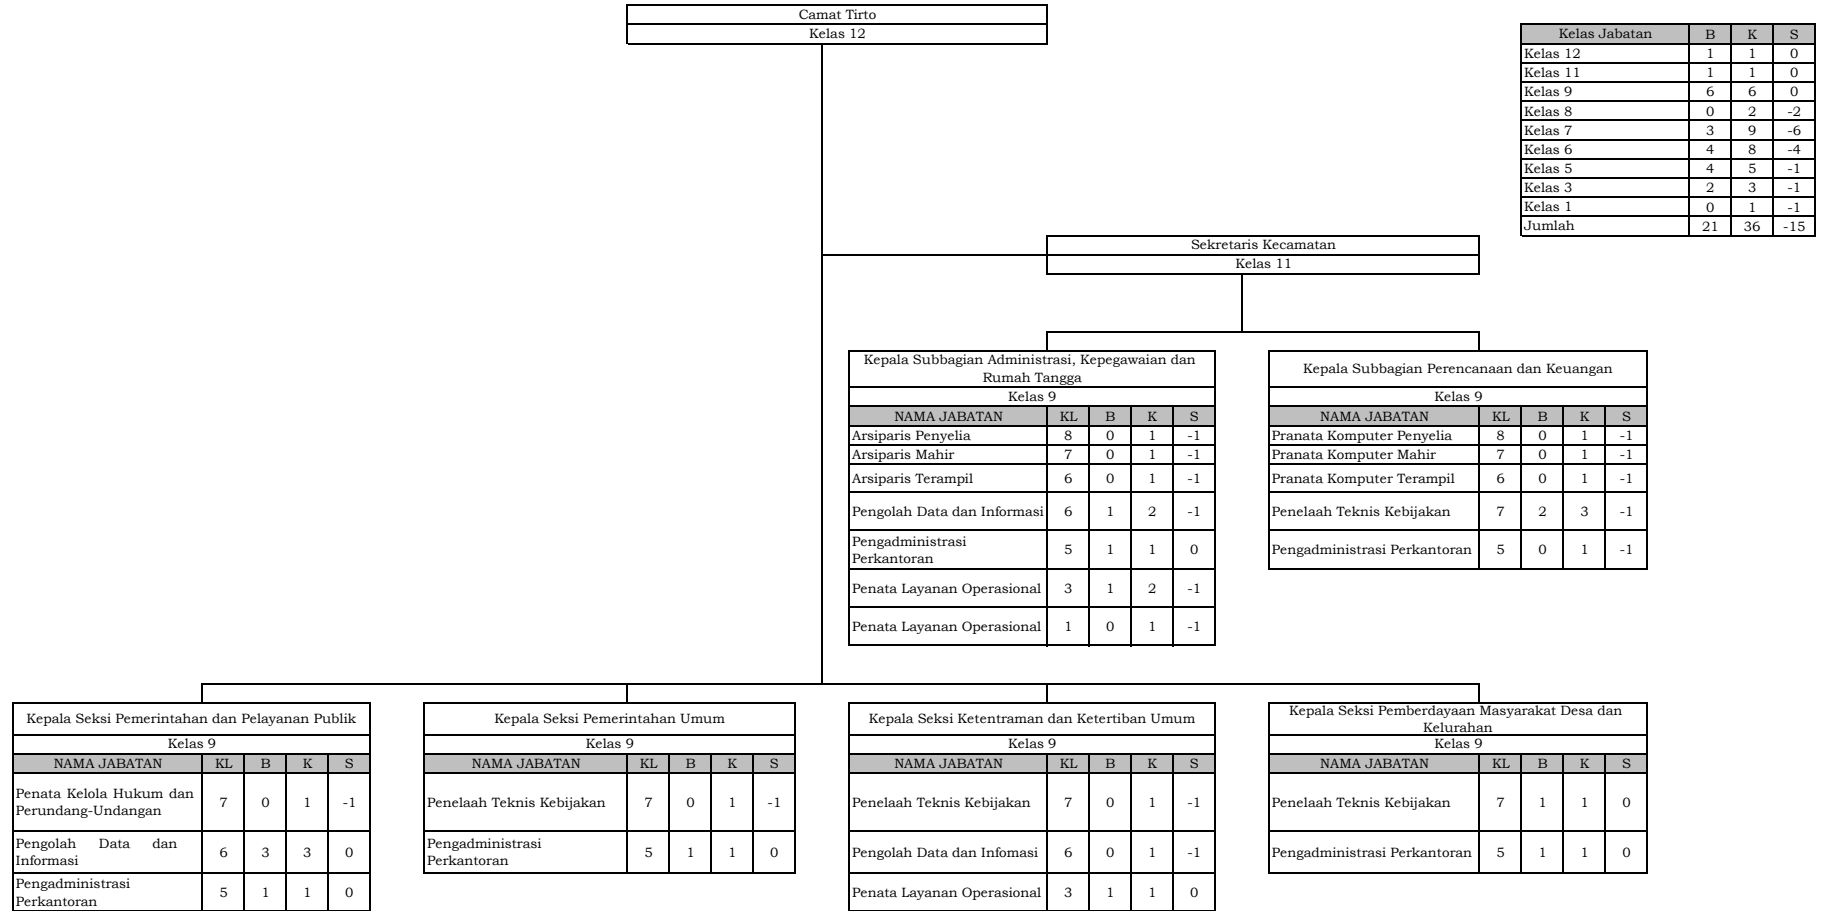 Camat Tirto
Kelas 12
Kelas Jabatan B K S
Kelas 12 1 1 0
Kelas 11 1 1 0
Kelas 9 6 6 0
Kelas 8 0 2 -2
Kelas 7 3 9 -6
Kelas 6 4 8 -4
Kelas 5 4 5 -1
Kelas 3 2 3 -1
Kelas 1 0 1 -1
Jumlah 21 36 -15
Sekretaris Kecamatan
Kelas 11
Kepala Subbagian Administrasi, Kepegawaian dan
Rumah Tangga
Kelas 9
NAMA JABATAN KL B K S
Arsiparis Penyelia 8 0 1 -1
Arsiparis Mahir 7 0 1 -1
Arsiparis Terampil 6 0 1 -1
Pengolah Data dan Informasi 6 1 2 -1
Pengadministrasi
Perkantoran 5 1 1 0
Penata Layanan Operasional 3 1 2 -1
Penata Layanan Operasional 1 0 1 -1
Kepala Subbagian Perencanaan dan Keuangan
Kelas 9
NAMA JABATAN KL B K S
Pranata Komputer Penyelia 8 0 1 -1
Pranata Komputer Mahir 7 0 1 -1
Pranata Komputer Terampil 6 0 1 -1
Penelaah Teknis Kebijakan 7 2 3 -1
Pengadministrasi Perkantoran 5 0 1 -1
Kepala Seksi Pemerintahan dan Pelayanan Publik
Kelas 9
NAMA JABATAN KL B K S
Penata Kelola Hukum dan
Perundang-Undangan 7 0 1 -1
Pengolah Data dan
Informasi 6 3 3 0
Pengadministrasi
Perkantoran 5 1 1 0
Kepala Seksi Pemerintahan Umum
Kelas 9
NAMA JABATAN KL B K S
Penelaah Teknis Kebijakan 7 0 1 -1
Pengadministrasi
Perkantoran 5 1 1 0
Kepala Seksi Ketentraman dan Ketertiban Umum
Kelas 9
NAMA JABATAN KL B K S
Penelaah Teknis Kebijakan 7 0 1 -1
Pengolah Data dan Infomasi 6 0 1 -1
Penata Layanan Operasional 3 1 1 0
Kepala Seksi Pemberdayaan Masyarakat Desa dan
Kelurahan
Kelas 9
NAMA JABATAN KL B K S
Penelaah Teknis Kebijakan 7 1 1 0
Pengadministrasi Perkantoran 5 1 1 0